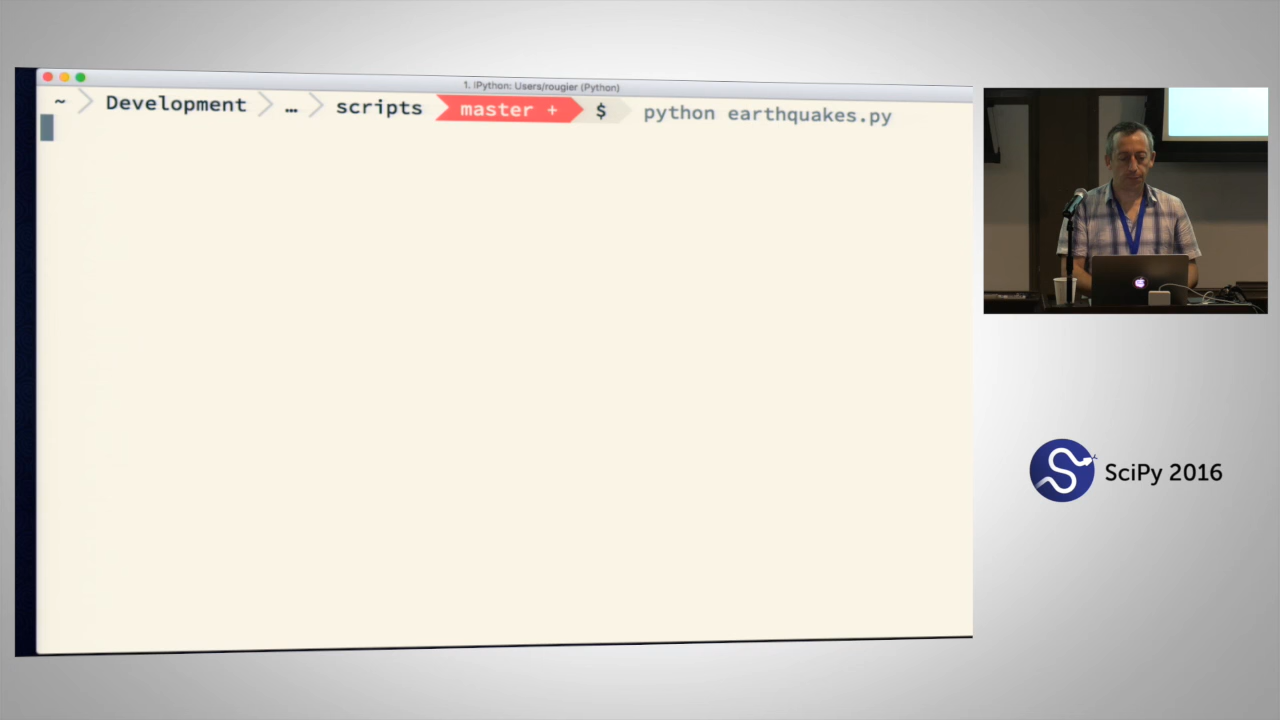 1. IPython: Users/rougier (Python)
~ Development … scripts master + $ python earthquakes.py
SciPy 2016